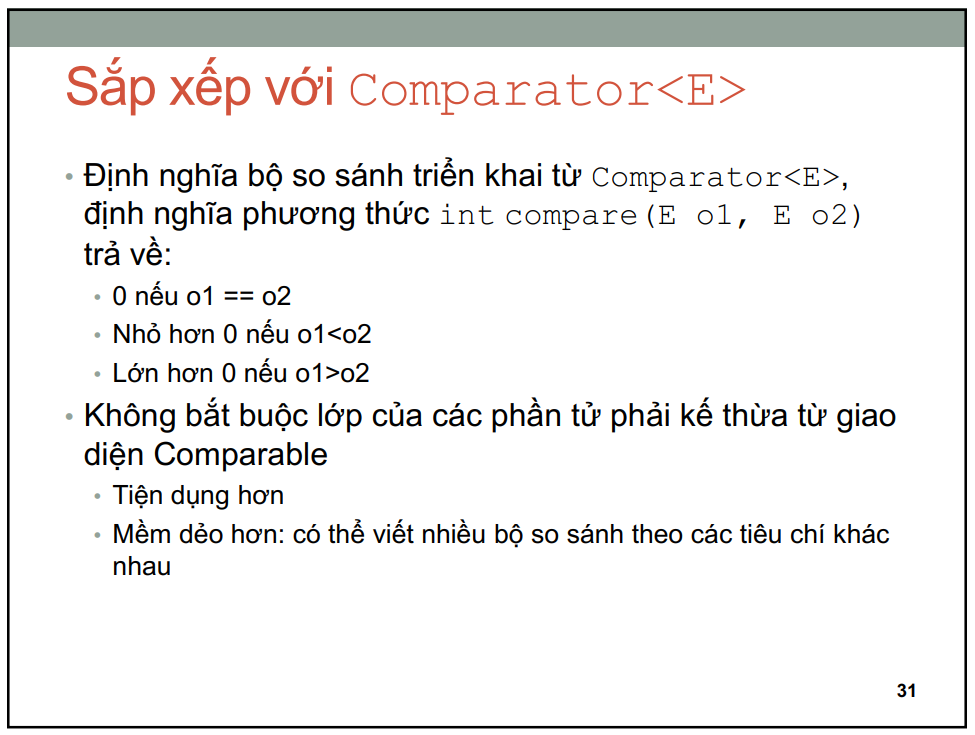 Sắp xếp với Comparator<E>
• Định nghĩa bộ so sánh triển khai từ Comparator<E>,
định nghĩa phương thức int compare(E o1, E o2)
trả về:
• 0 nếu o1 == o2
• Nhỏ hơn 0 nếu o1<o2
• Lớn hơn 0 nếu o1>o2
• Không bắt buộc lớp của các phần tử phải kế thừa từ giao
diện Comparable
• Tiện dụng hơn
• Mềm dẻo hơn: có thể viết nhiều bộ so sánh theo các tiêu chí khác
nhau
31